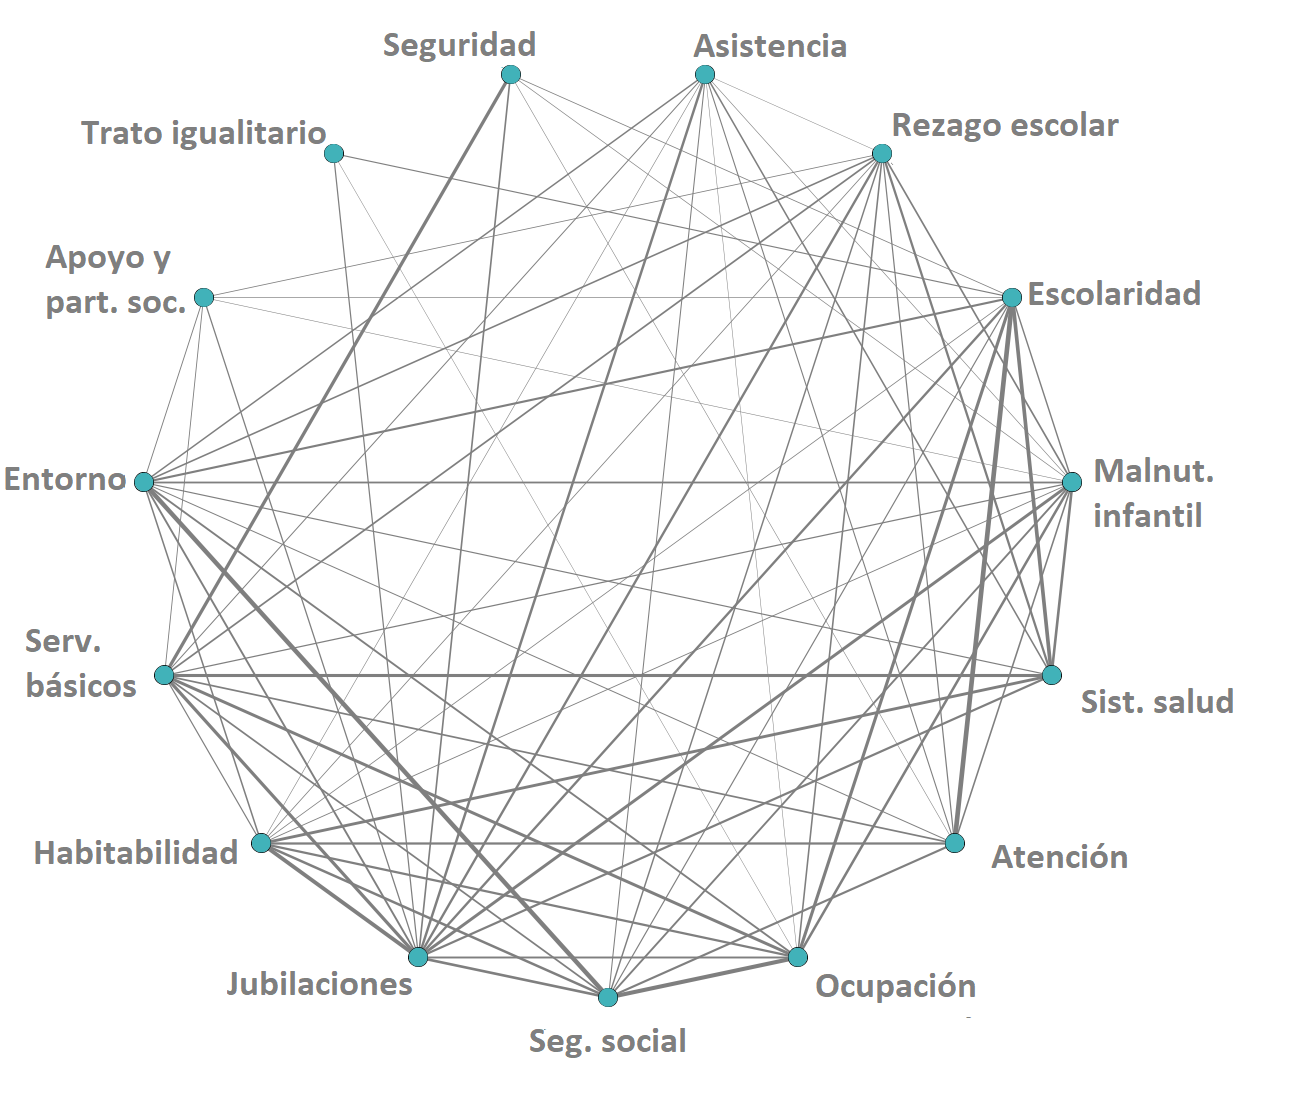 Seguridad
Asistencia
Trato igualitario
Rezago escolar
Apoyo y
part. soc.
Escolaridad
Entorno
Malnut.
infantil
Serv.
básicos
Sist. salud
Habitabilidad
Atención
Jubilaciones
Ocupación
Seg. social